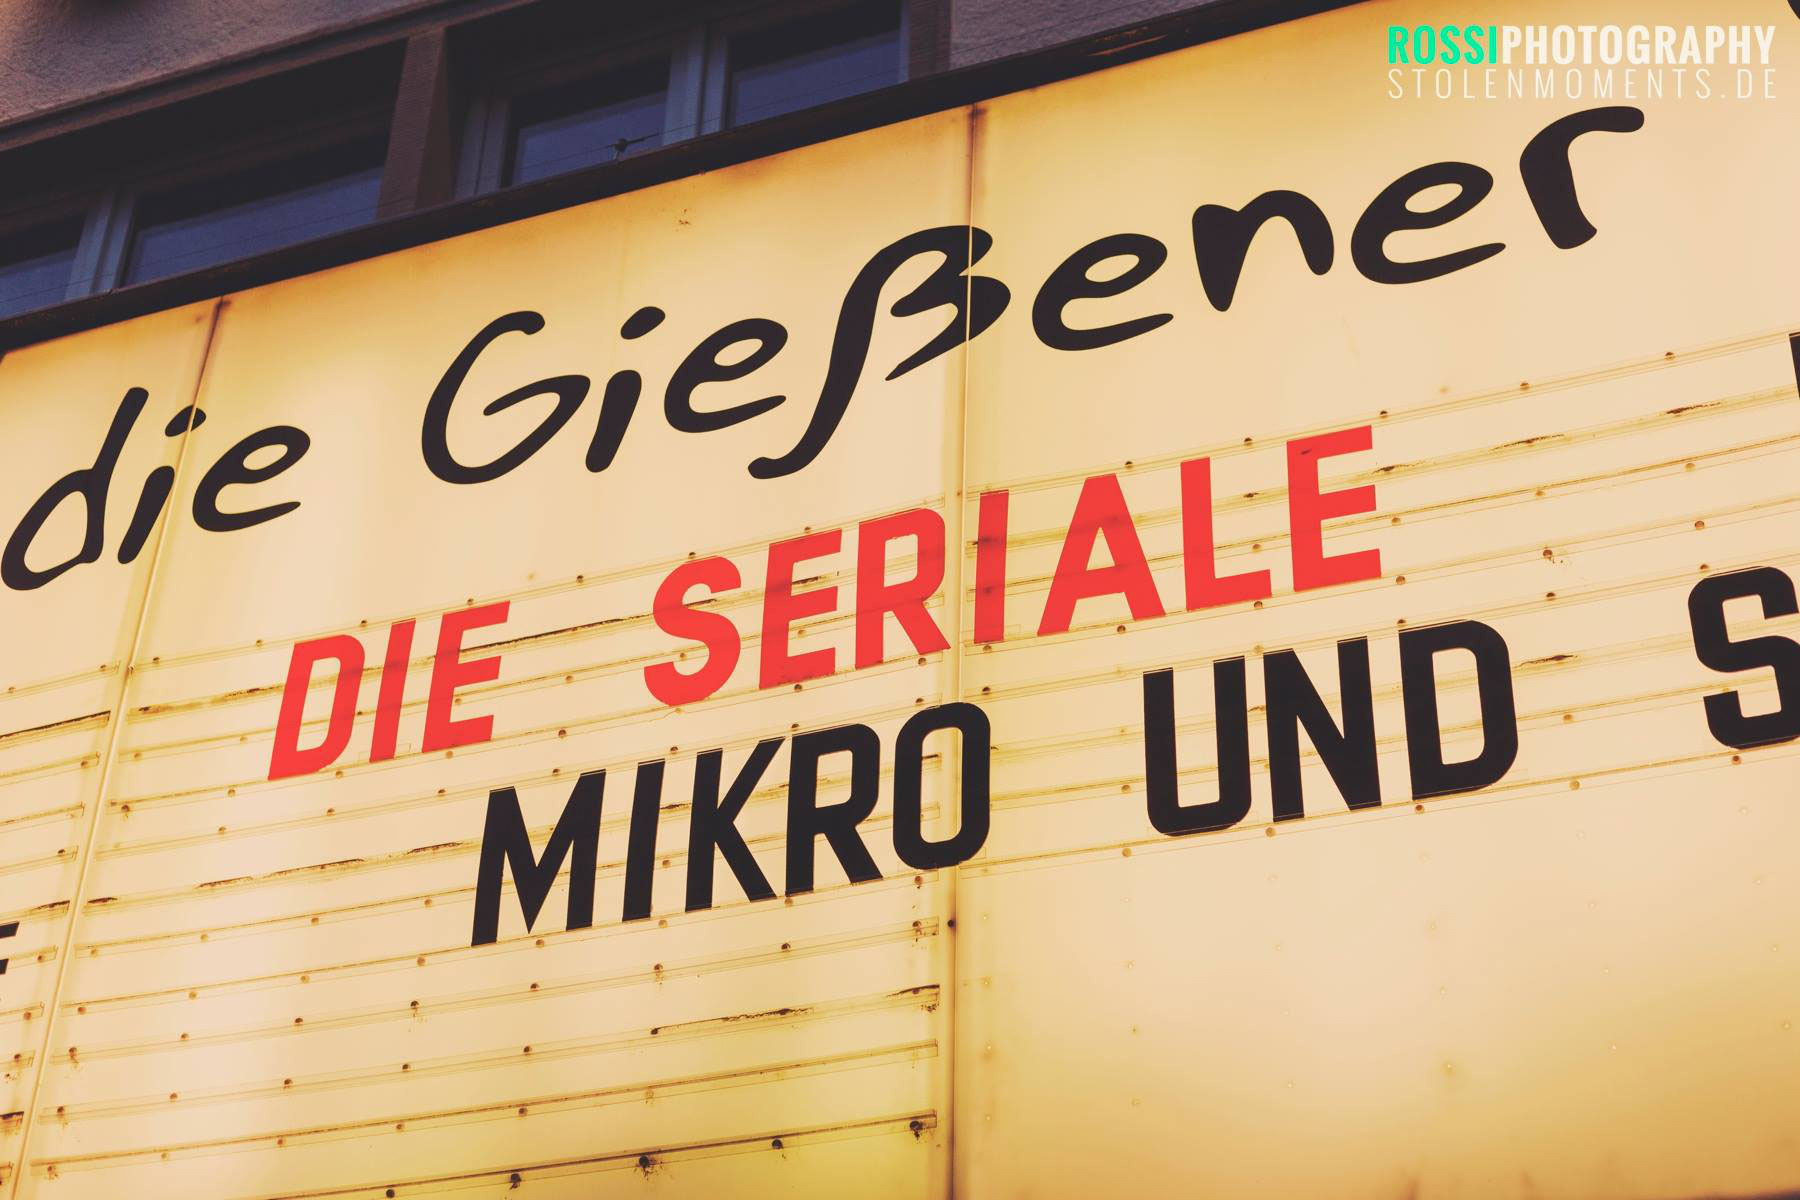 ROSSIPHOTOGRAPHY
STOLENMOMENTS.DE
die Gießener
DIE SERIALE
MIKRO UND S